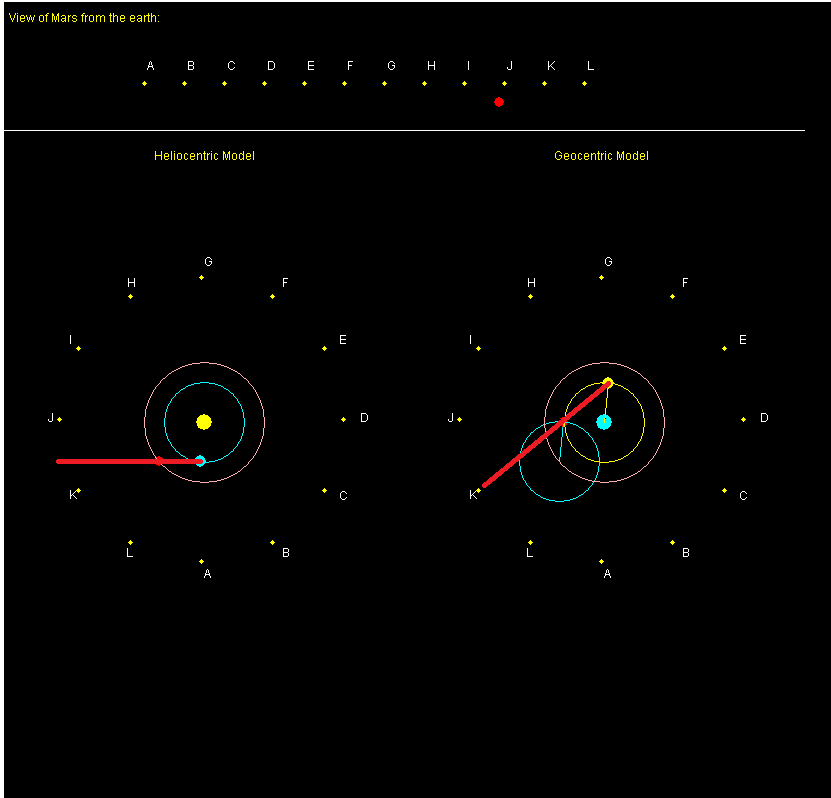 View of Mars from the earth:
A B C D E F G H I J K L
Heliocentric Model Geocentric Model
G G
H F H F
I E I E
J D J D
K C K C
L B L B
A A